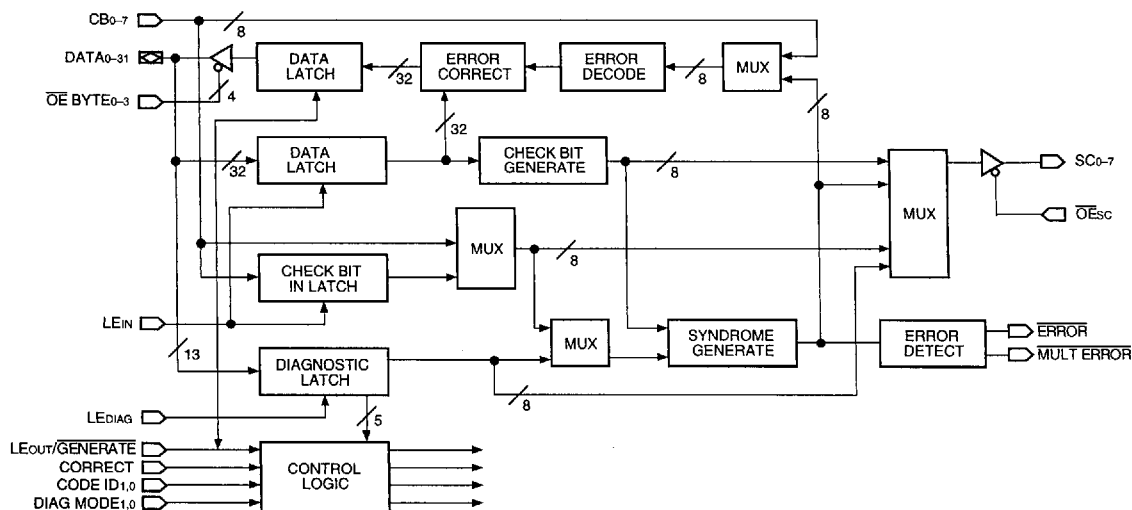 CB0–7
8
DATA0–31
DATA
LATCH
32
ERROR
CORRECT
ERROR
DECODE
8
MUX
OE BYTE0–3
4
8
32
32
DATA
LATCH
CHECK BIT
GENERATE
8
MUX
SC0–7
OESC
MUX
8
CHECK BIT
IN LATCH
LEIN
13
MUX
SYNDROME
GENERATE
ERROR
DETECT
ERROR
MULT ERROR
DIAGNOSTIC
LATCH
8
LEDIAG
5
LEOUT/GENERATE
CORRECT
CODE ID1,0
DIAG MODE1,0
CONTROL
LOGIC